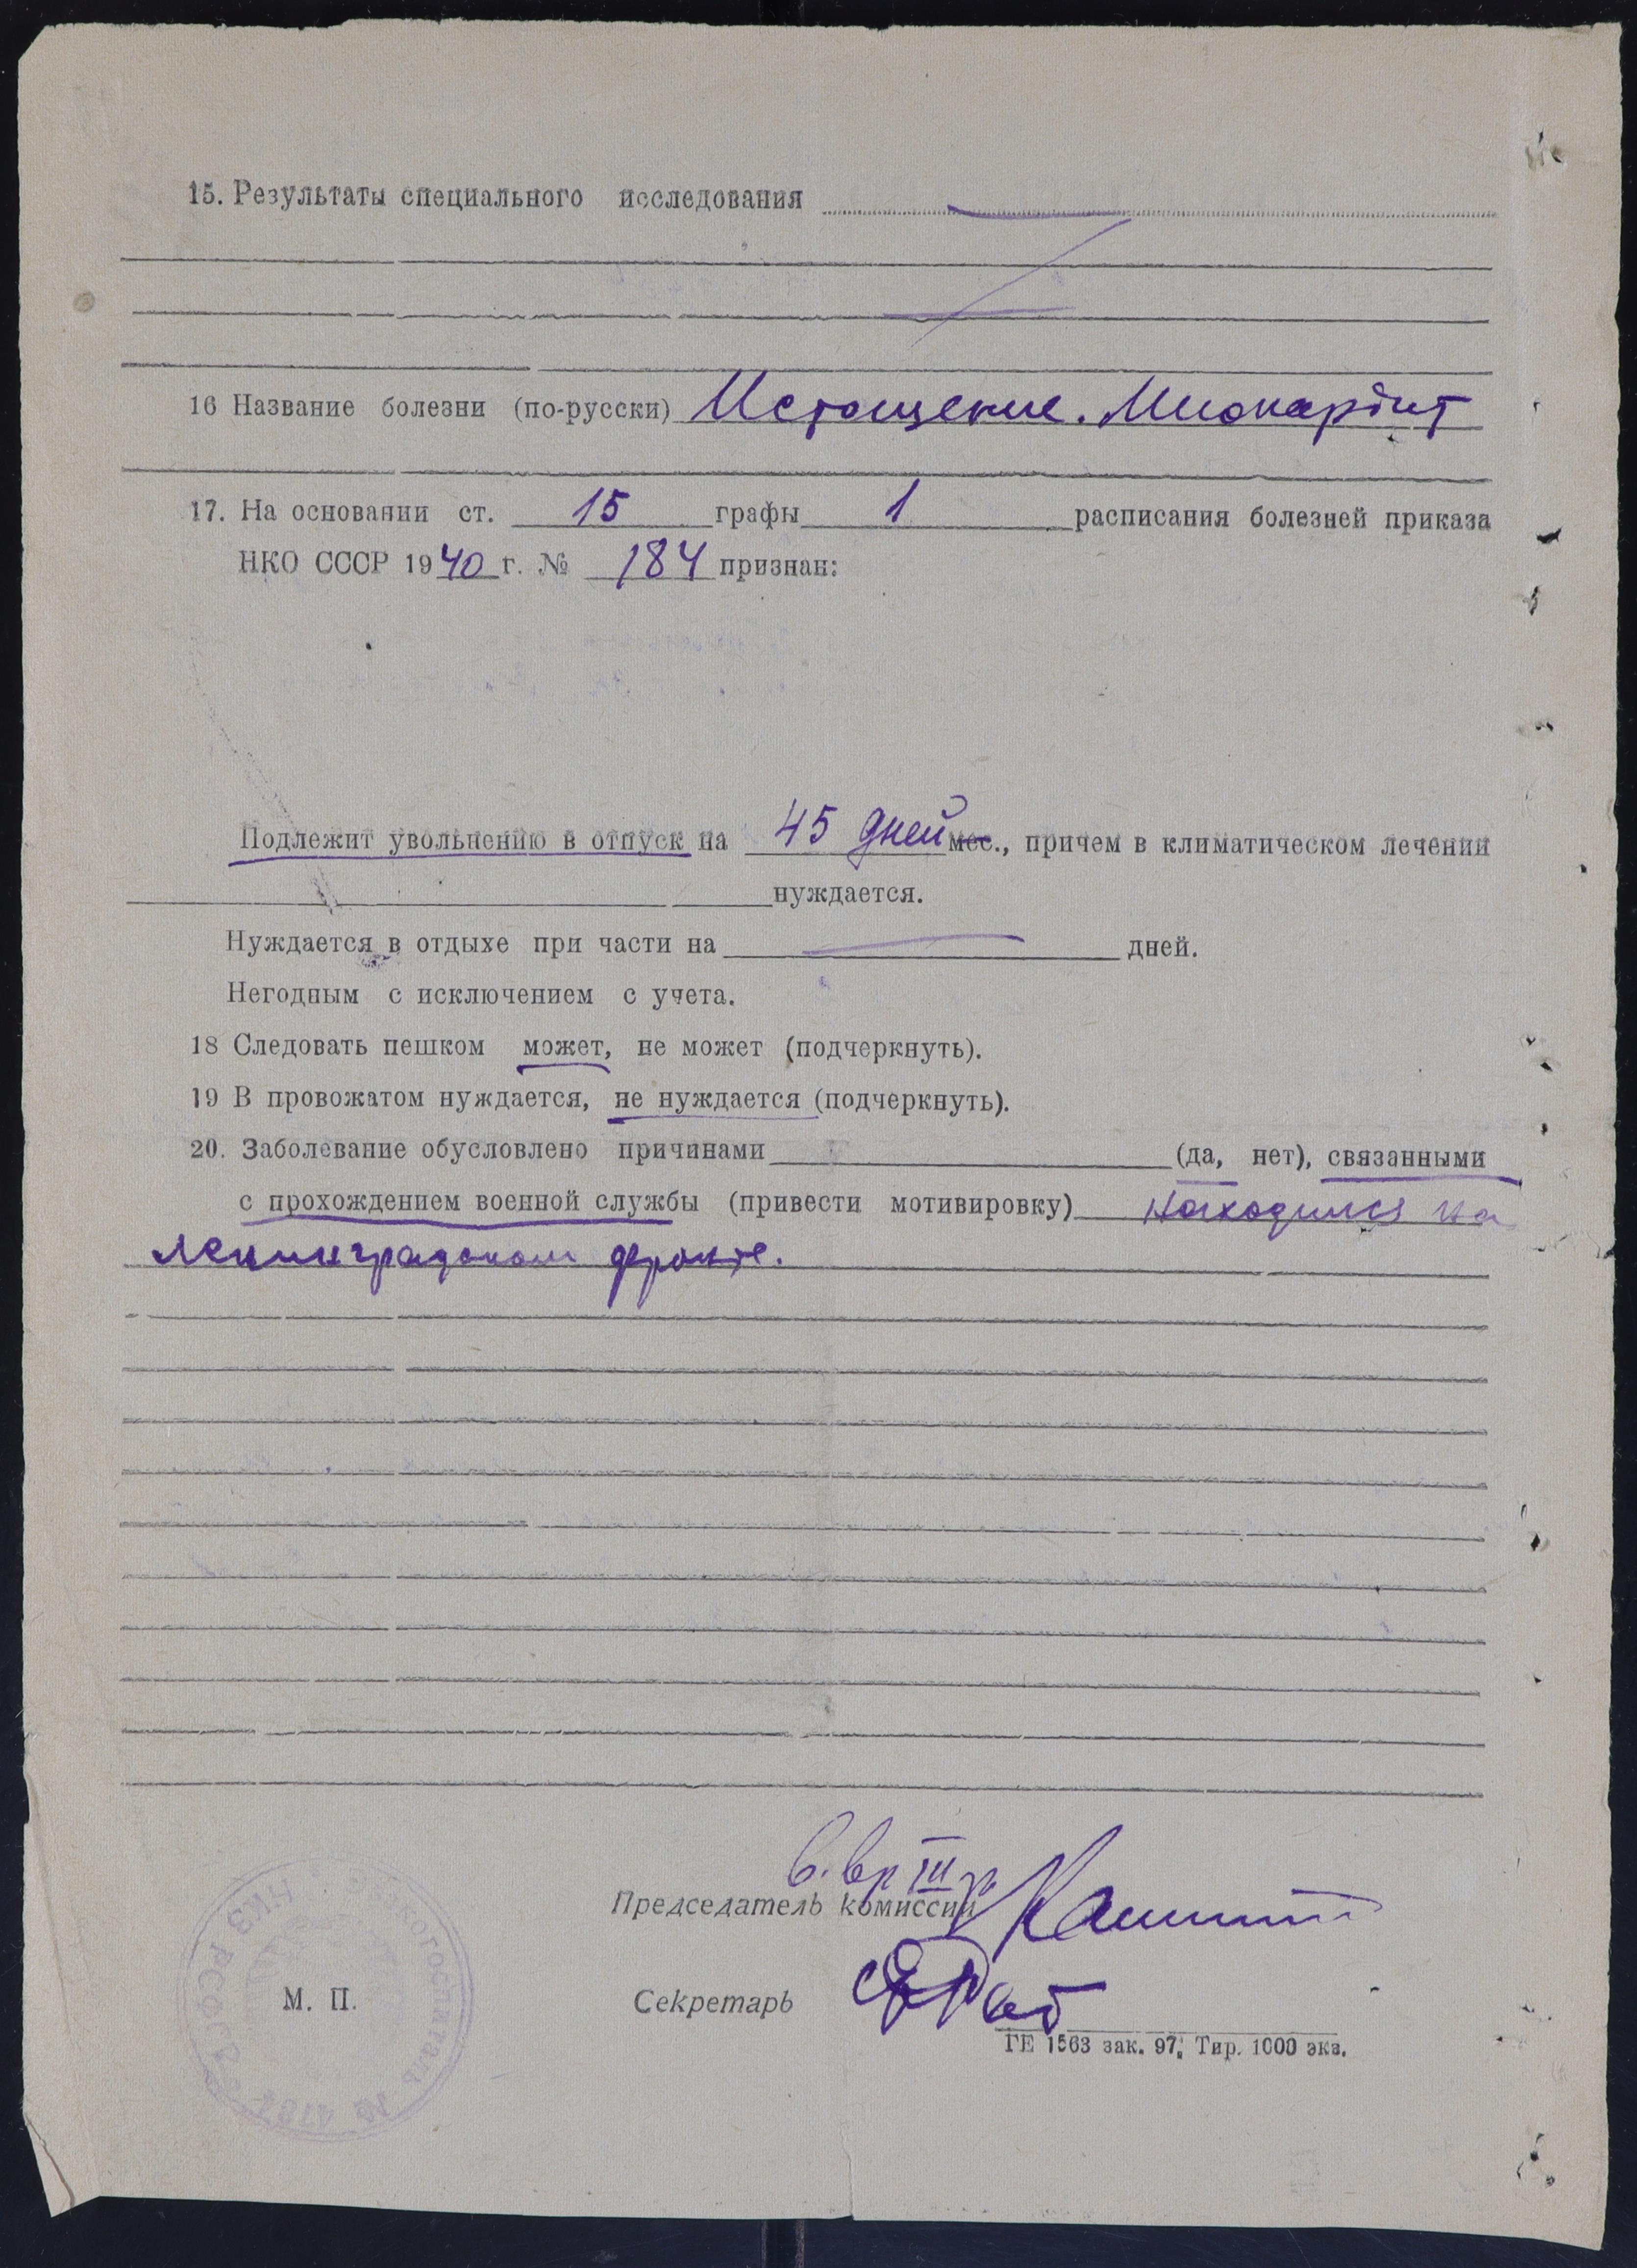 15. Результаты специального исследования
16 Название болезни (по-русски) Истощение. Миокардит
17. На основании ст. 15 графы 1 расписания болезней приказа
НКО СССР 1940 г. № 184 признан:
Подлежит увольнению в отпуск на 45 дней мес., причем в климатическом лечении
нуждается.
Нуждается в отдыхе при части на дней.
Негодным с исключением с учета.
18 Следовать пешком может, не может (подчеркнуть).
19 В провожатом нуждается, не нуждается (подчеркнуть).
20. Заболевание обусловлено причинами (да, нет), связанными
с прохождением военной службы (привести мотивировку) находился на
ленинградском фронте.
в. вр III р.
Председатель комиссии
М. П.
Секретарь
ГЕ 1563 зак. 97. Тир. 1000 экз.
НКЗ РСФСР